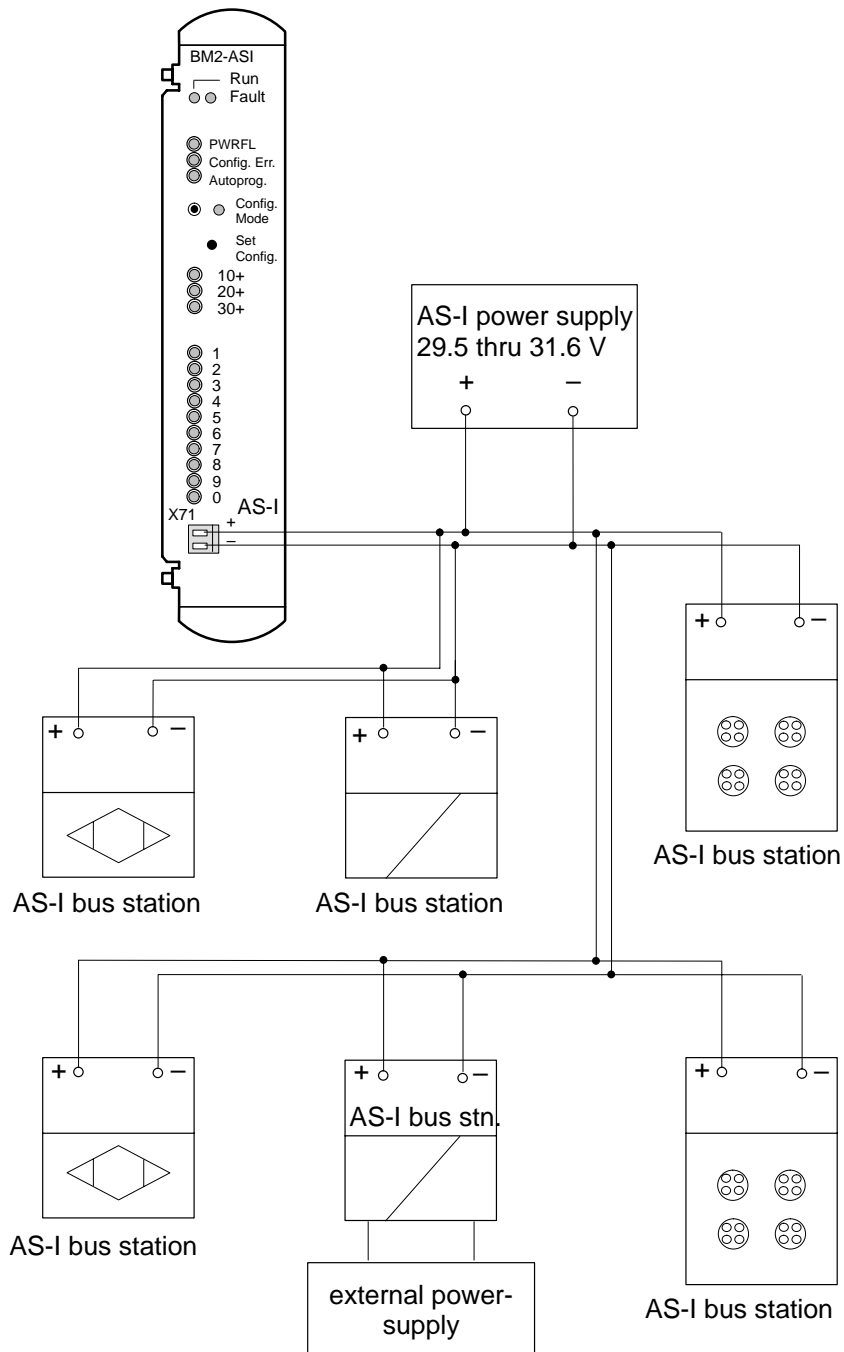 BM2-ASI
Run
Fault
PWRFL
Config. Err.
Autoprog.
Config.
Mode
Set
Config.
10+
20+
30+
1
2
3
4
5
6
7
8
9
0
X71
AS-I
+
−
AS-I power supply
29.5 thru 31.6 V
+ −
+ −
AS-I bus station
+ −
AS-I bus station
+ −
AS-I bus station
+ −
AS-I bus station
+ −
AS-I bus stn.
external power-
supply
+ −
AS-I bus station